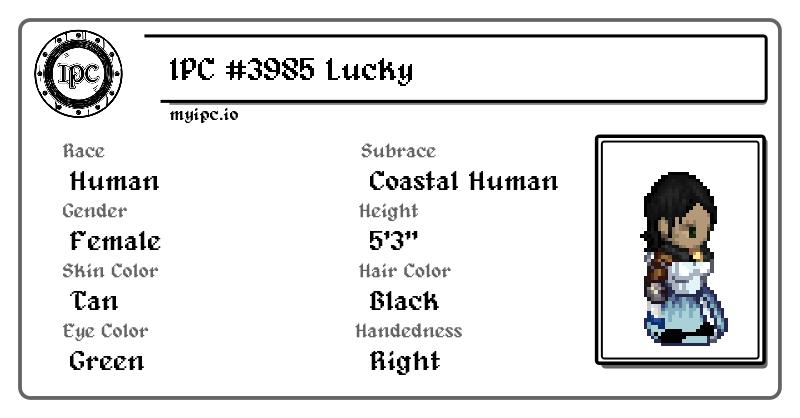 IPC
IPC #3985 Lucky
myipc.io
Race
Human
Subrace
Coastal Human
Gender
Female
Height
5'3"
Skin Color
Tan
Hair Color
Black
Eye Color
Green
Handedness
Right